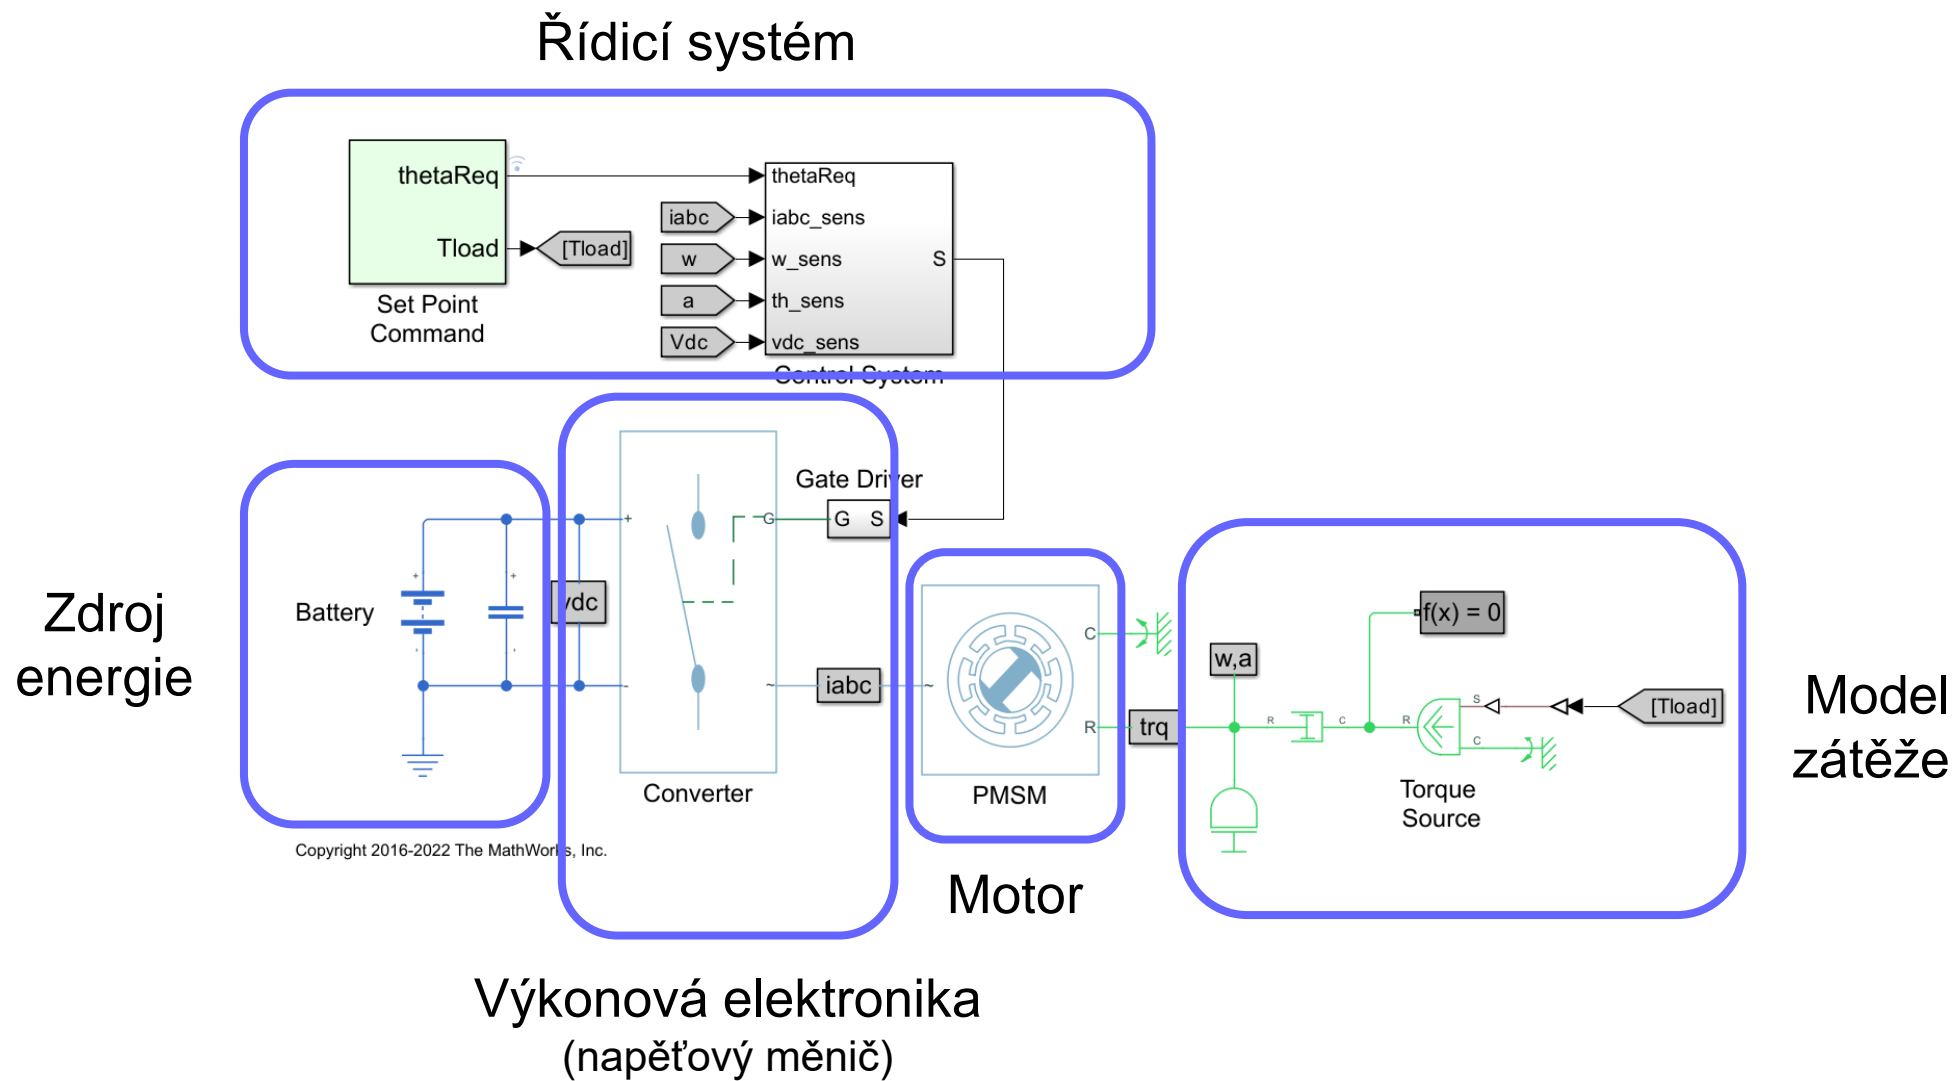 Řídicí systém
thetaReq
Tload
[Tload]
Set Point
Command
iabc
w
a
Vdc
thetaReq
iabc_sens
w_sens
th_sens
vdc_sens
S
Control System
Gate Driver
G S
G
+
-
~
Converter
Zdroj
energie
Battery
+
-
+
-
vdc
iabc
~
C
R
PMSM
trq
w,a
R
C
f(x) = 0
R
S
C
[Tload]
Torque
Source
Model
zátěže
Copyright 2016-2022 The MathWorks, Inc.
Motor
Výkonová elektronika
(napěťový měnič)